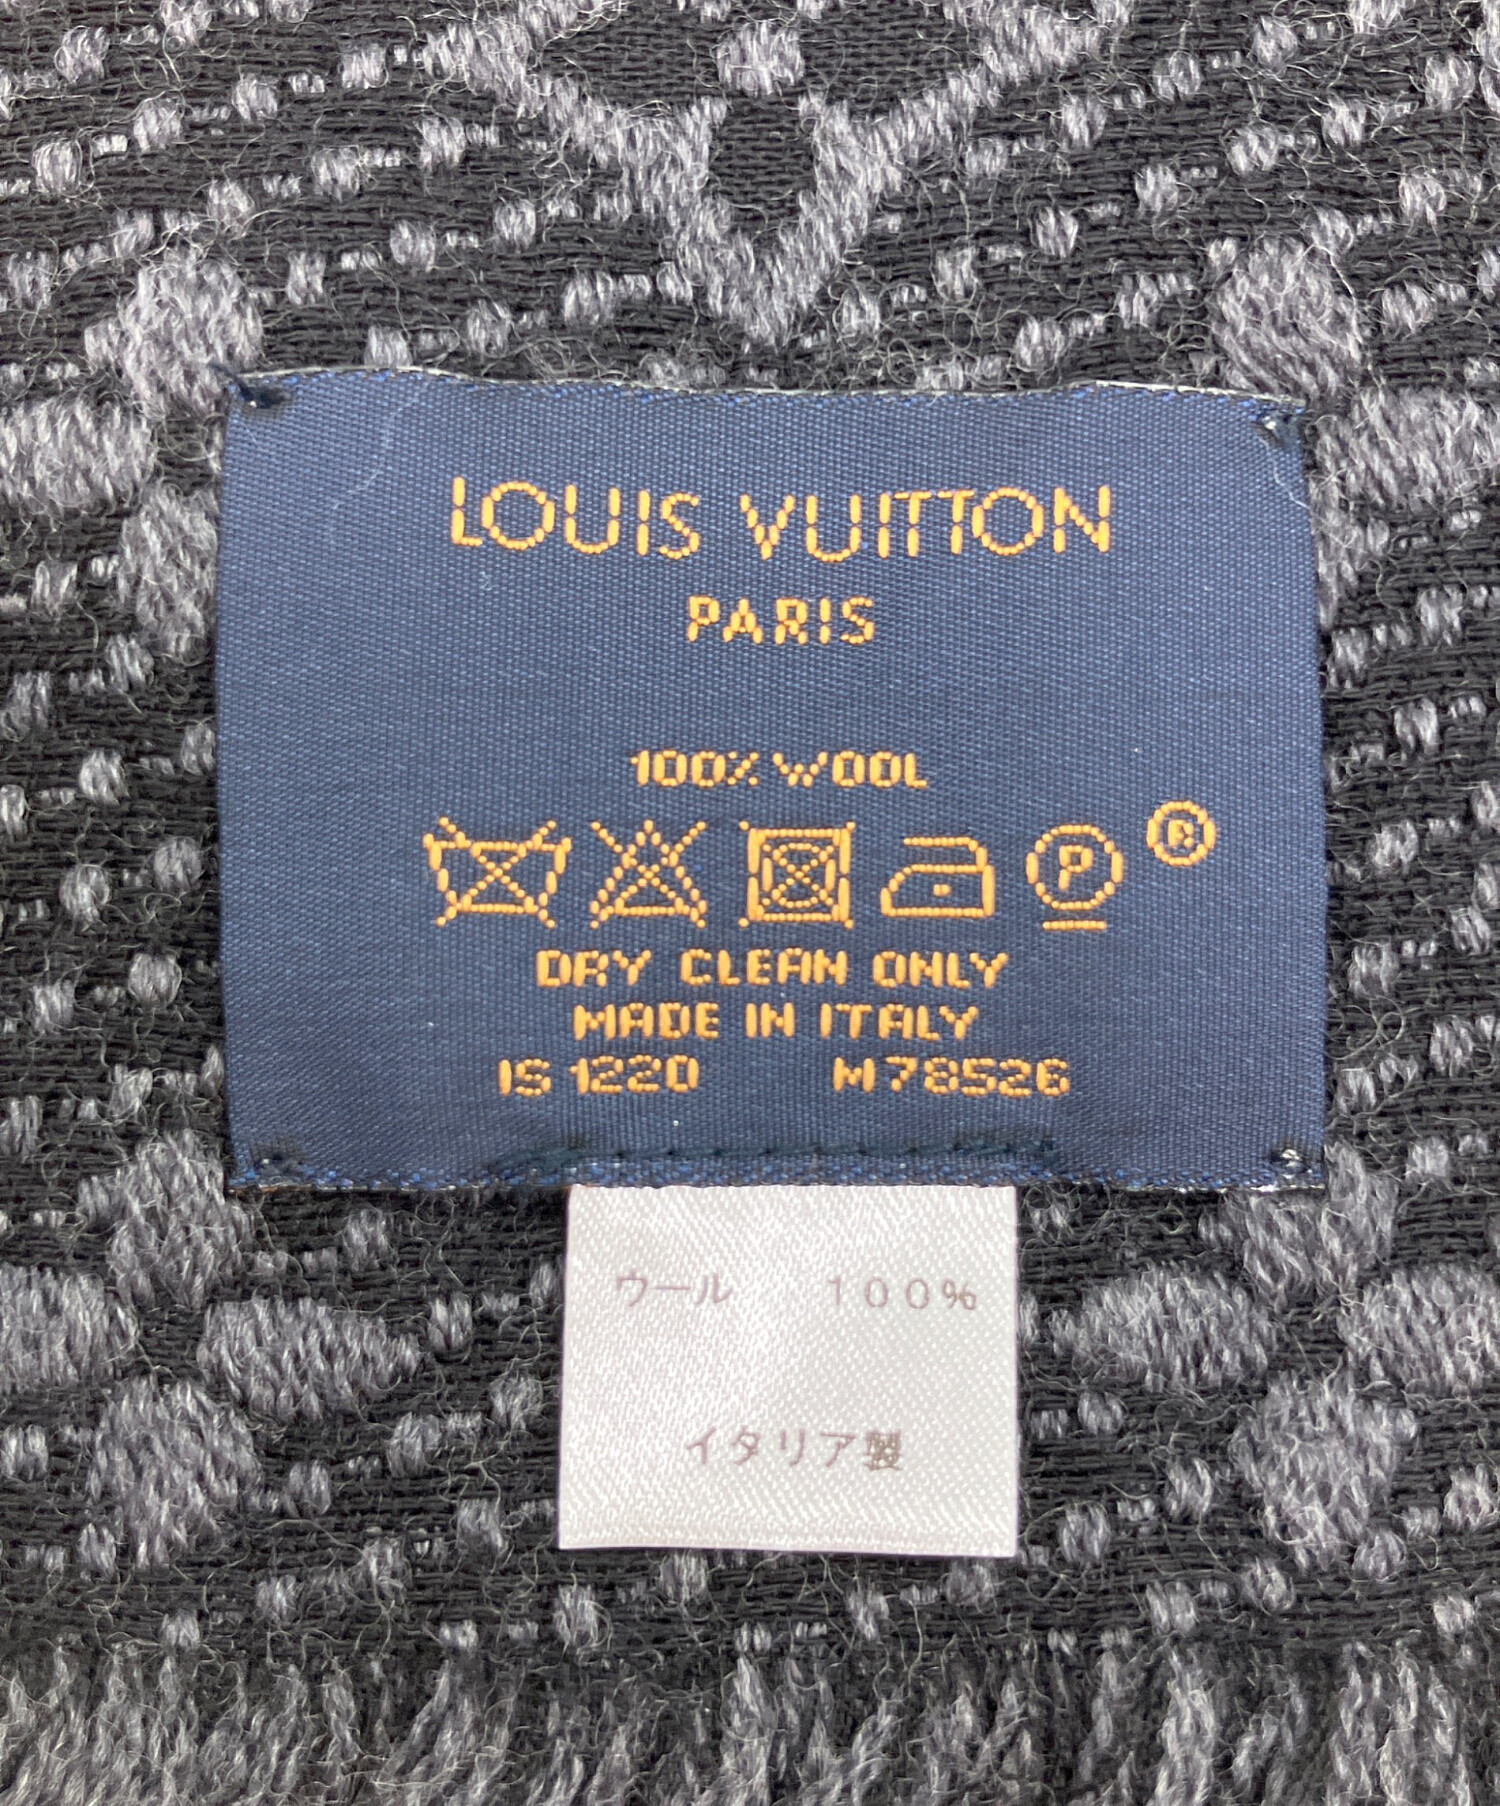 LOUIS VUITTON
PARIS
100% WOOL
P ®
DRY CLEAN ONLY
MADE IN ITALY
IS 1220 M78526
ウール １００％
イタリア製